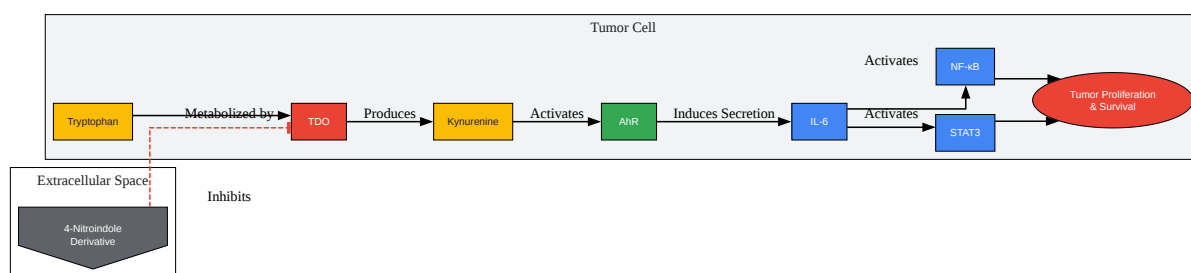 Tumor Cell
Activates
NF-κB
Tumor Proliferation
& Survival
Tryptophan
Metabolized by
TDO
Produces
Kynurenine
Activates
AhR
Induces Secretion
IL-6
Activates
STAT3
Extracellular Space
Inhibits
4-Nitroindole
Derivative